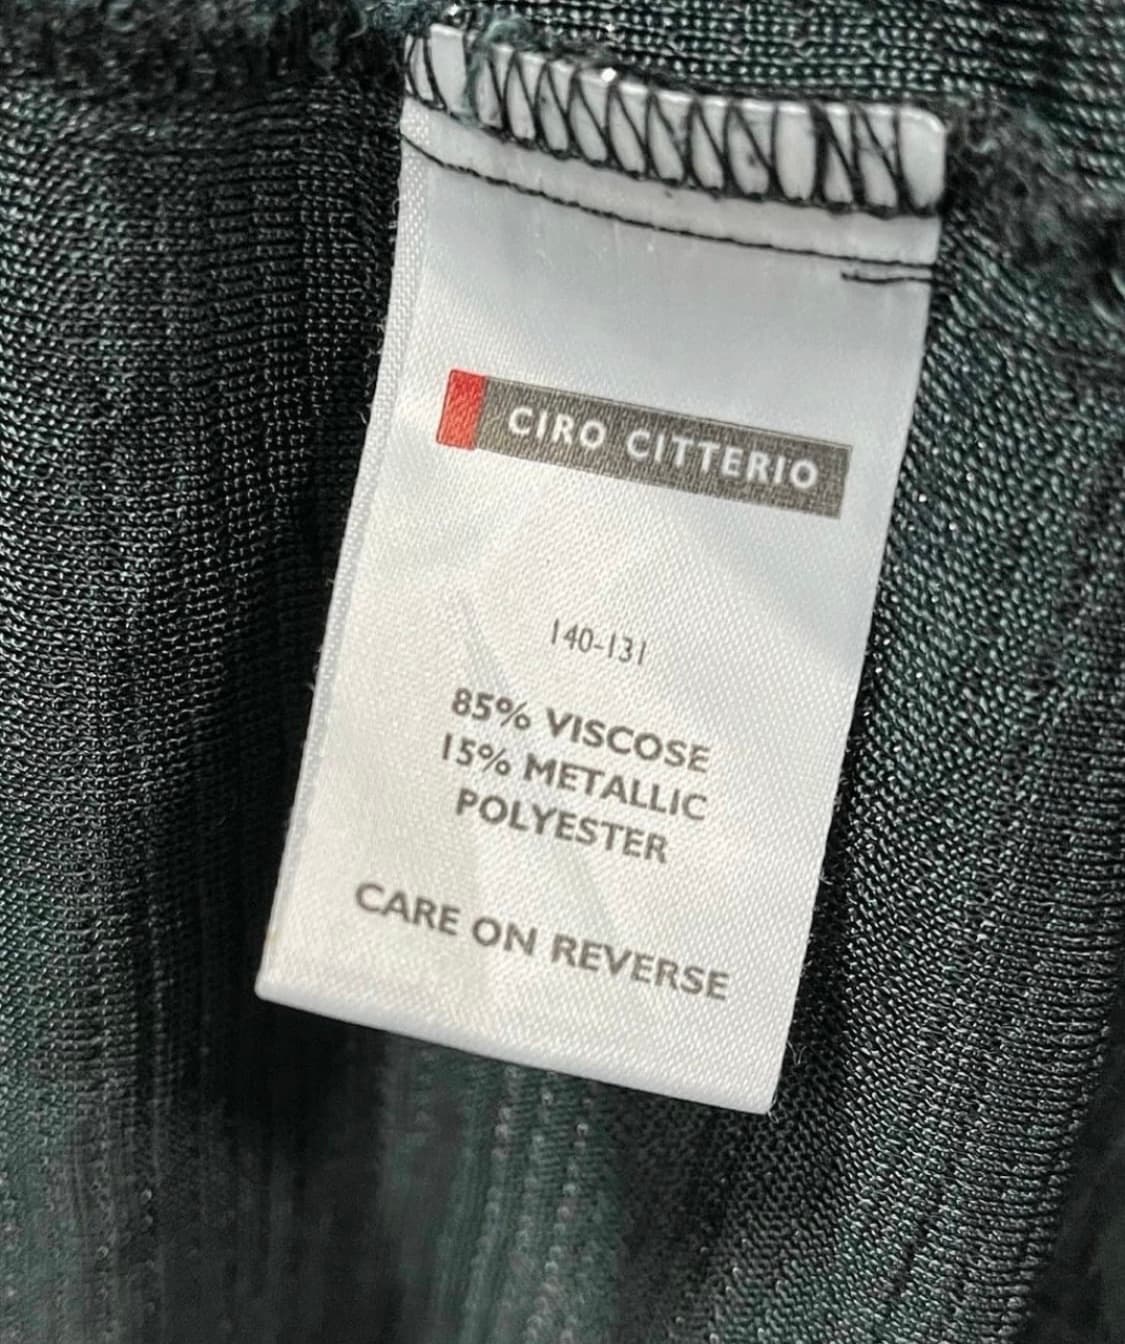 CIRO CITTERIO
140-131
85% VISCOSE
15% METALLIC
POLYESTER
CARE ON REVERSE